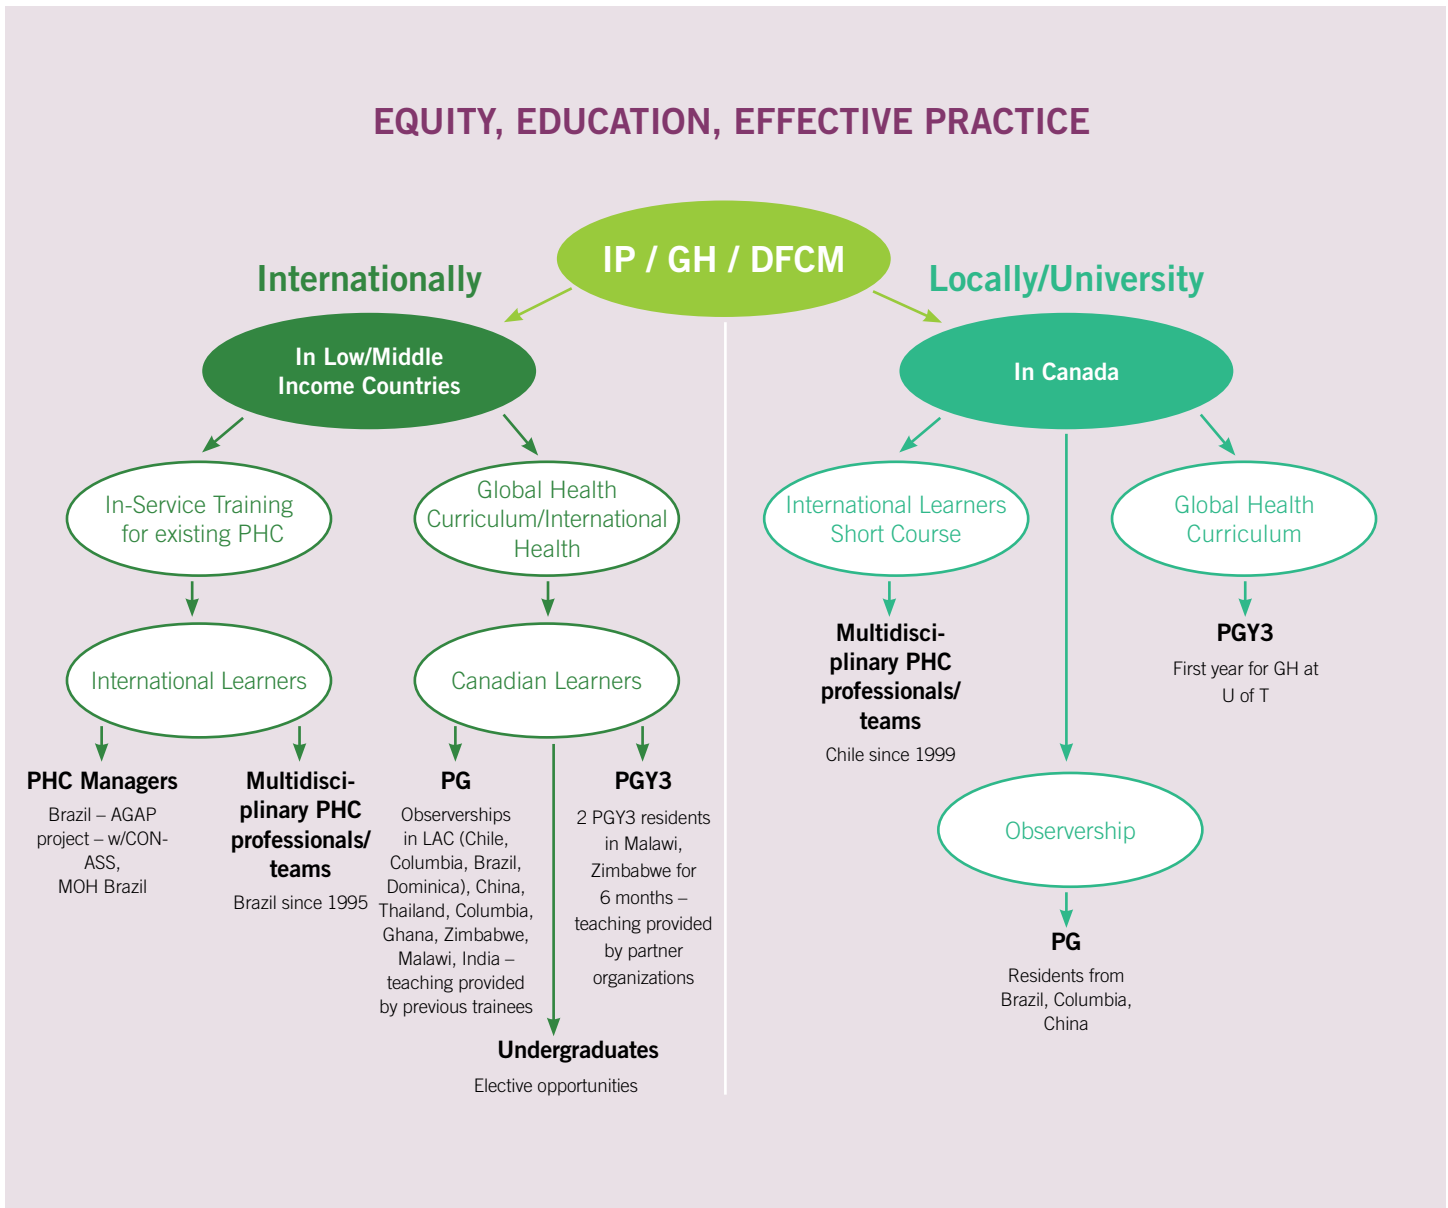 EQUITY, EDUCATION, EFFECTIVE PRACTICE
IP / GH / DFCM
Internationally
In Low/Middle
Income Countries
In-Service Training
for existing PHC
International Learners
PHC Managers
Brazil – AGAP
project – w/CON-
ASS,
MOH Brazil
Multidisci-
plinary PHC
professionals/
teams
Brazil since 1995
Global Health
Curriculum/International
Health
Canadian Learners
PG
Observerships
in LAC (Chile,
Columbia, Brazil,
Dominica), China,
Thailand, Columbia,
Ghana, Zimbabwe,
Malawi, India –
teaching provided
by previous trainees
PGY3
2 PGY3 residents
in Malawi,
Zimbabwe for
6 months –
teaching provided
by partner
organizations
Undergraduates
Elective opportunities
Locally/University
In Canada
International Learners
Short Course
Multidisci-
plinary PHC
professionals/
teams
Chile since 1999
Observership
PG
Residents from
Brazil, Columbia,
China
Global Health
Curriculum
PGY3
First year for GH at
U of T